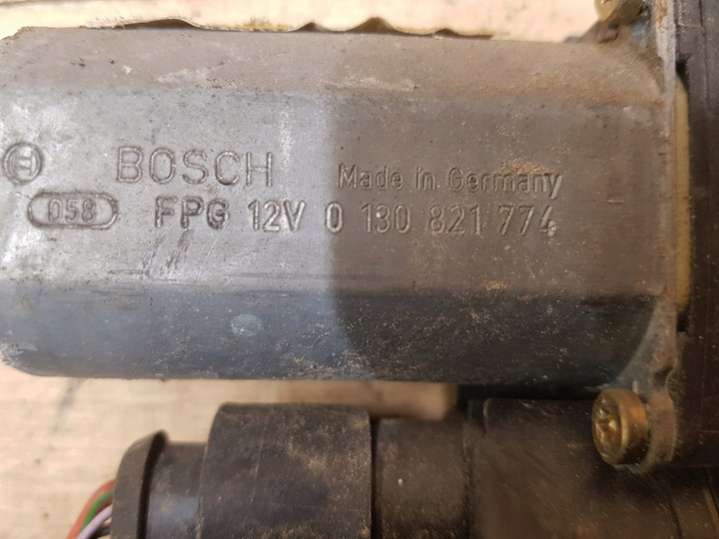 BOSCH Made in Germany
058 FPG 12V 0 130 821 774